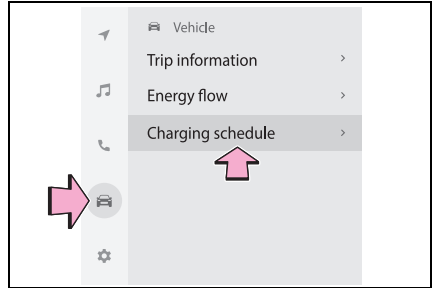 Vehicle
Trip information
Energy flow
Charging schedule